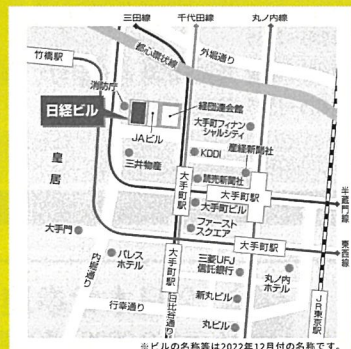 三田線
千代田線
丸ノ内線
竹橋駅
外堀通り
都心環状線
消防庁
日経ビル
経団連会館
大手町フィナン
シャルシティ
JAビル
産経新聞社
三井物産
KDDI
読売新聞社
皇居
大手町駅
大手町駅
大手町ビル
半蔵門線
ファースト
スクエア
大手町駅
東西線
大手門
内堀通り
パレス
ホテル
大手町駅
三菱UFJ
信託銀行
丸ノ内
ホテル
日比谷通り
新丸ビル
行幸通り
丸ビル
JR東京駅
※ビルの名称等は2022年12月付の名称です。